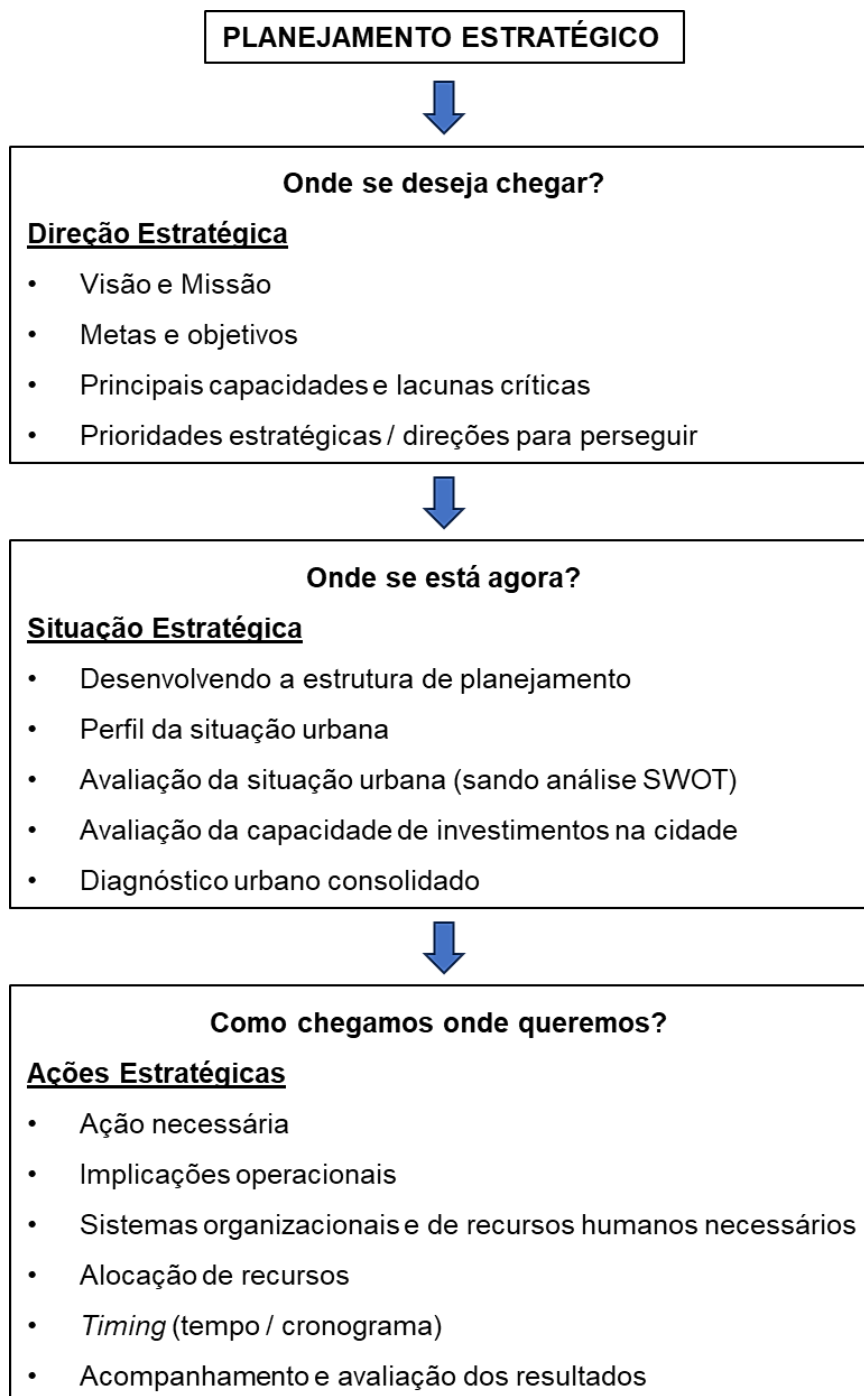 PLANEJAMENTO ESTRATÉGICO
Onde se deseja chegar?
Direção Estratégica
• Visão e Missão
• Metas e objetivos
• Principais capacidades e lacunas críticas
• Prioridades estratégicas / direções para perseguir
Onde se está agora?
Situação Estratégica
• Desenvolvendo a estrutura de planejamento
• Perfil da situação urbana
• Avaliação da situação urbana (sando análise SWOT)
• Avaliação da capacidade de investimentos na cidade
• Diagnóstico urbano consolidado
Como chegamos onde queremos?
Ações Estratégicas
• Ação necessária
• Implicações operacionais
• Sistemas organizacionais e de recursos humanos necessários
• Alocação de recursos
• Timing (tempo / cronograma)
• Acompanhamento e avaliação dos resultados